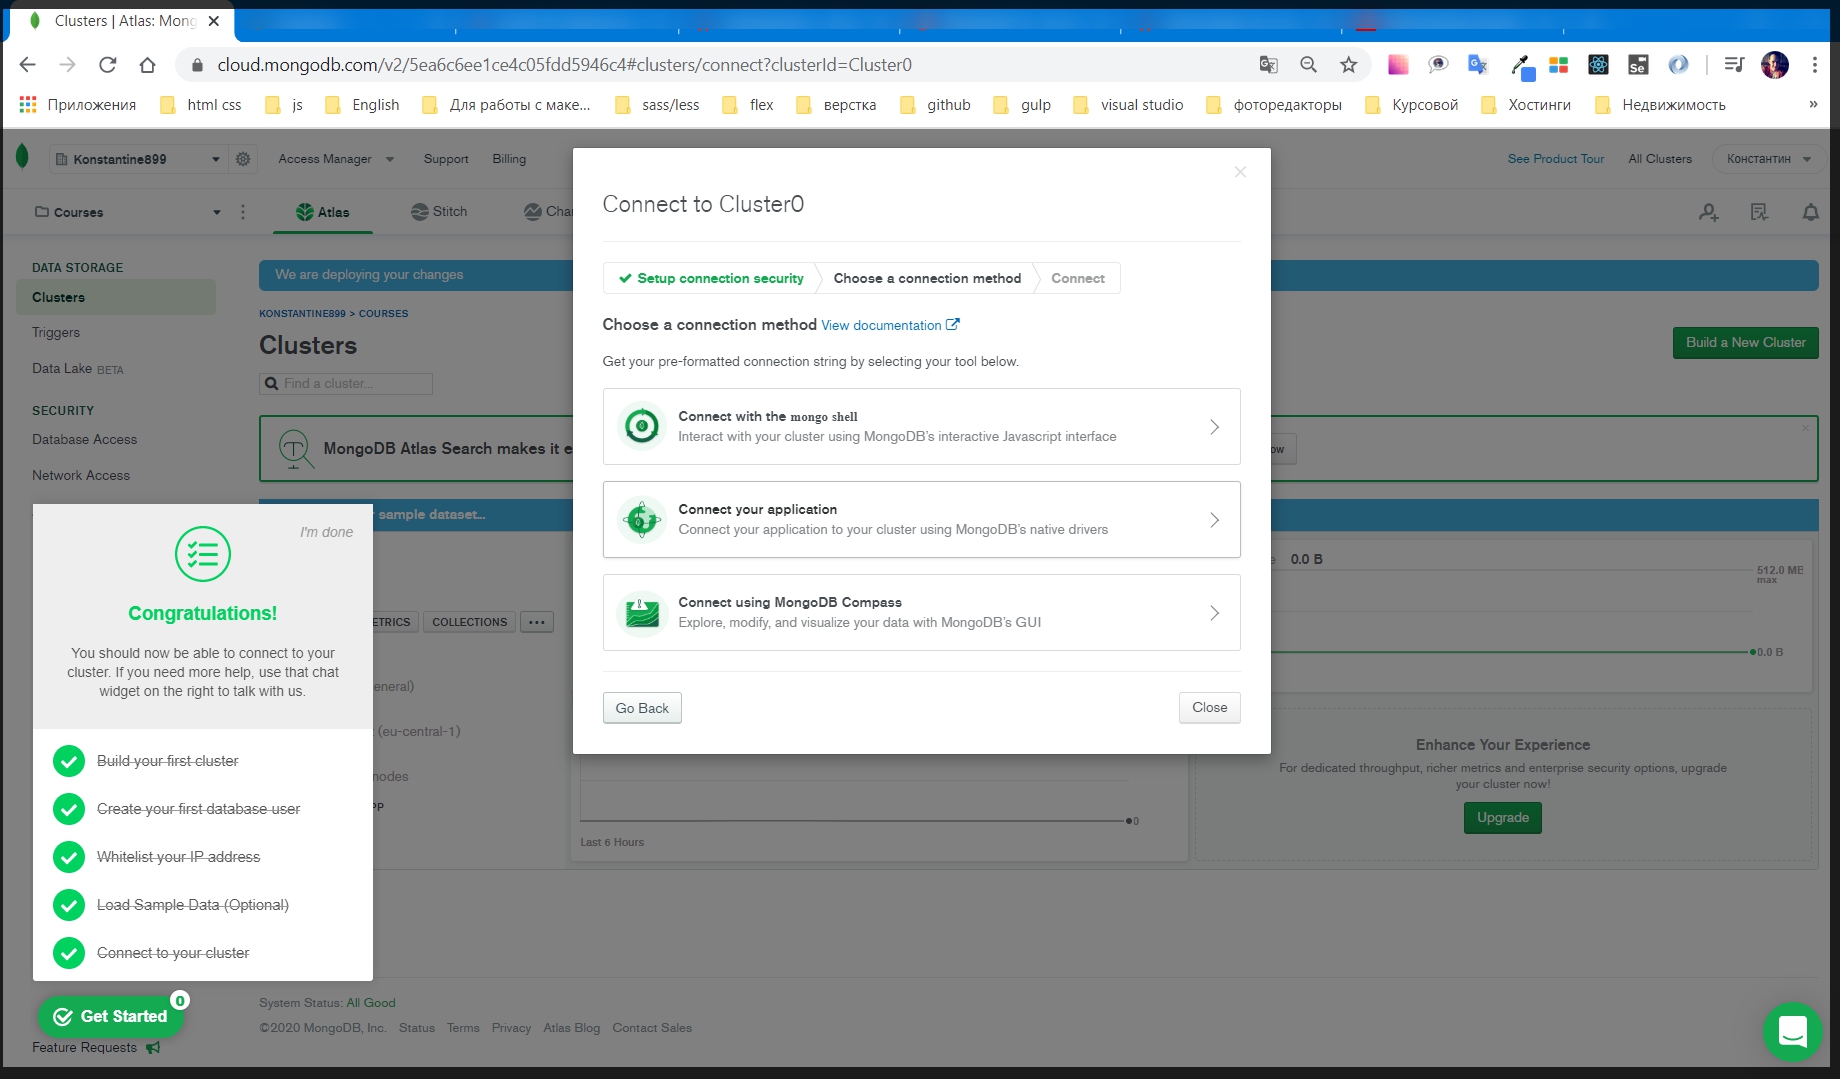 Clusters | Atlas: Mong
cloud.mongodb.com/v2/5ea6c6ee1ce4c05fdd5946c4#clusters/connect?clusterId=Cluster0
Приложения html css js English Для работы с маке... sass/less flex верстка github gulp visual studio фоторедакторы Курсовой Хостинги Недвижимость »
Konstantine899 Access Manager Support Billing See Product Tour All Clusters Константин
Courses Atlas Stitch Char
DATA STORAGE
Clusters
Triggers
Data Lake BETA
SECURITY
Database Access
Network Access
We are deploying your changes
KONSTANTINE899 > COURSES
Clusters
Find a cluster...
Build a New Cluster
MongoDB Atlas Search makes it e
ow
sample dataset...
Connect to Cluster0
Setup connection security Choose a connection method Connect
Choose a connection method View documentation
Get your pre-formatted connection string by selecting your tool below.
Connect with the mongo shell
Interact with your cluster using MongoDB's interactive Javascript interface
Connect your application
Connect your application to your cluster using MongoDB's native drivers
Connect using MongoDB Compass
Explore, modify, and visualize your data with MongoDB's GUI
Go Back Close
I'm done
Congratulations!
You should now be able to connect to your
cluster. If you need more help, use that chat
widget on the right to talk with us.
Build your first cluster
Create your first database user
Whitelist your IP address
Load Sample Data (Optional)
Connect to your cluster
ETRICS COLLECTIONS ...
eneral)
(eu-central-1)
nodes
PP
e 0.0 B
512.0 MB
max
0.0 B
0
Last 6 Hours
Enhance Your Experience
For dedicated throughput, richer metrics and enterprise security options, upgrade
your cluster now!
Upgrade
Get Started 0
Feature Requests
System Status: All Good
©2020 MongoDB, Inc. Status Terms Privacy Atlas Blog Contact Sales